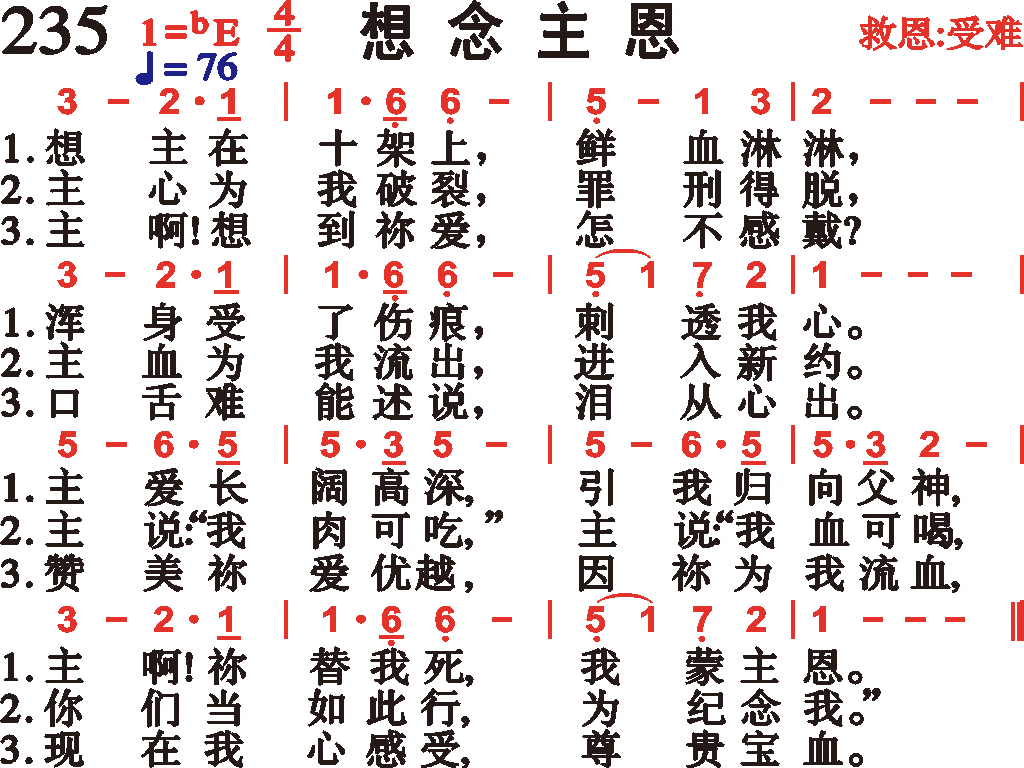 235 1=ᵇE 4/4 想念主恩 救恩:受难
♩=76
3 – 2·1 | 1·6 6 – | 5 – 1 3 | 2 – – – |
1.想 主在 十架上, 鲜 血淋淋,
2.主 心为 我破裂, 罪 刑得脱,
3.主 啊!想 到祢爱, 怎 不感戴?
3 – 2·1 | 1·6 6 – | 5 1 7 2 | 1 – – – |
1.浑 身受 了伤痕, 刺 透我心。
2.主 血为 我流出, 进 入新约。
3.口 舌难 能述说, 泪 从心出。
5 – 6·5 | 5·3 5 – | 5 – 6·5 | 5·3 2 – |
1.主 爱长 阔高深, 引 我归向父神,
2.主 说:“我 肉可吃,” 主 说:“我 血可喝,
3.赞 美祢 爱优越, 因 祢为 我流血,
3 – 2·1 | 1·6 6 – | 5 1 7 2 | 1 – – – ‖
1.主 啊!祢 替我死, 我 蒙主恩。
2.你 们当 如此行, 为 纪念我。”
3.现 在我 心感受, 尊 贵宝血。